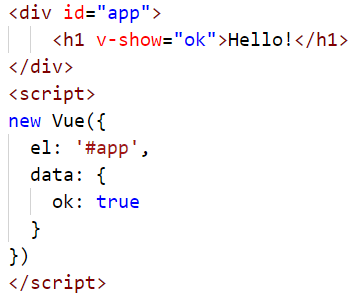 <div id="app">
    <h1 v-show="ok">Hello!</h1>
</div>
<script>
new Vue({
  el: '#app',
  data: {
    ok: true
  }
})
</script>